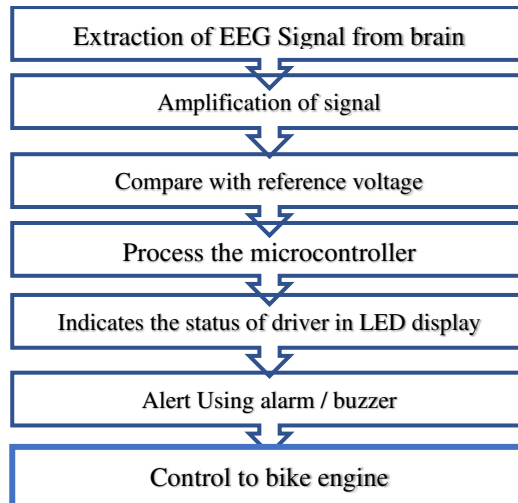 Extraction of EEG Signal from brain
Amplification of signal
Compare with reference voltage
Process the microcontroller
Indicates the status of driver in LED display
Alert Using alarm / buzzer
Control to bike engine